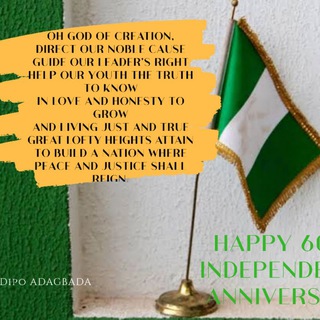 OH GOD OF CREATION,
DIRECT OUR NOBLE CAUSE
GUIDE OUR LEADER'S RIGHT
HELP OUR YOUTH THE TRUTH
TO KNOW
IN LOVE AND HONESTY TO
GROW
AND LIVING JUST AND TRUE
GREAT LOFTY HEIGHTS ATTAIN
TO BUILD A NATION WHERE
PEACE AND JUSTICE SHALL
REIGN
HAPPY 60
INDEPENDE
ANNIVERS
DIPO ADAGBADA